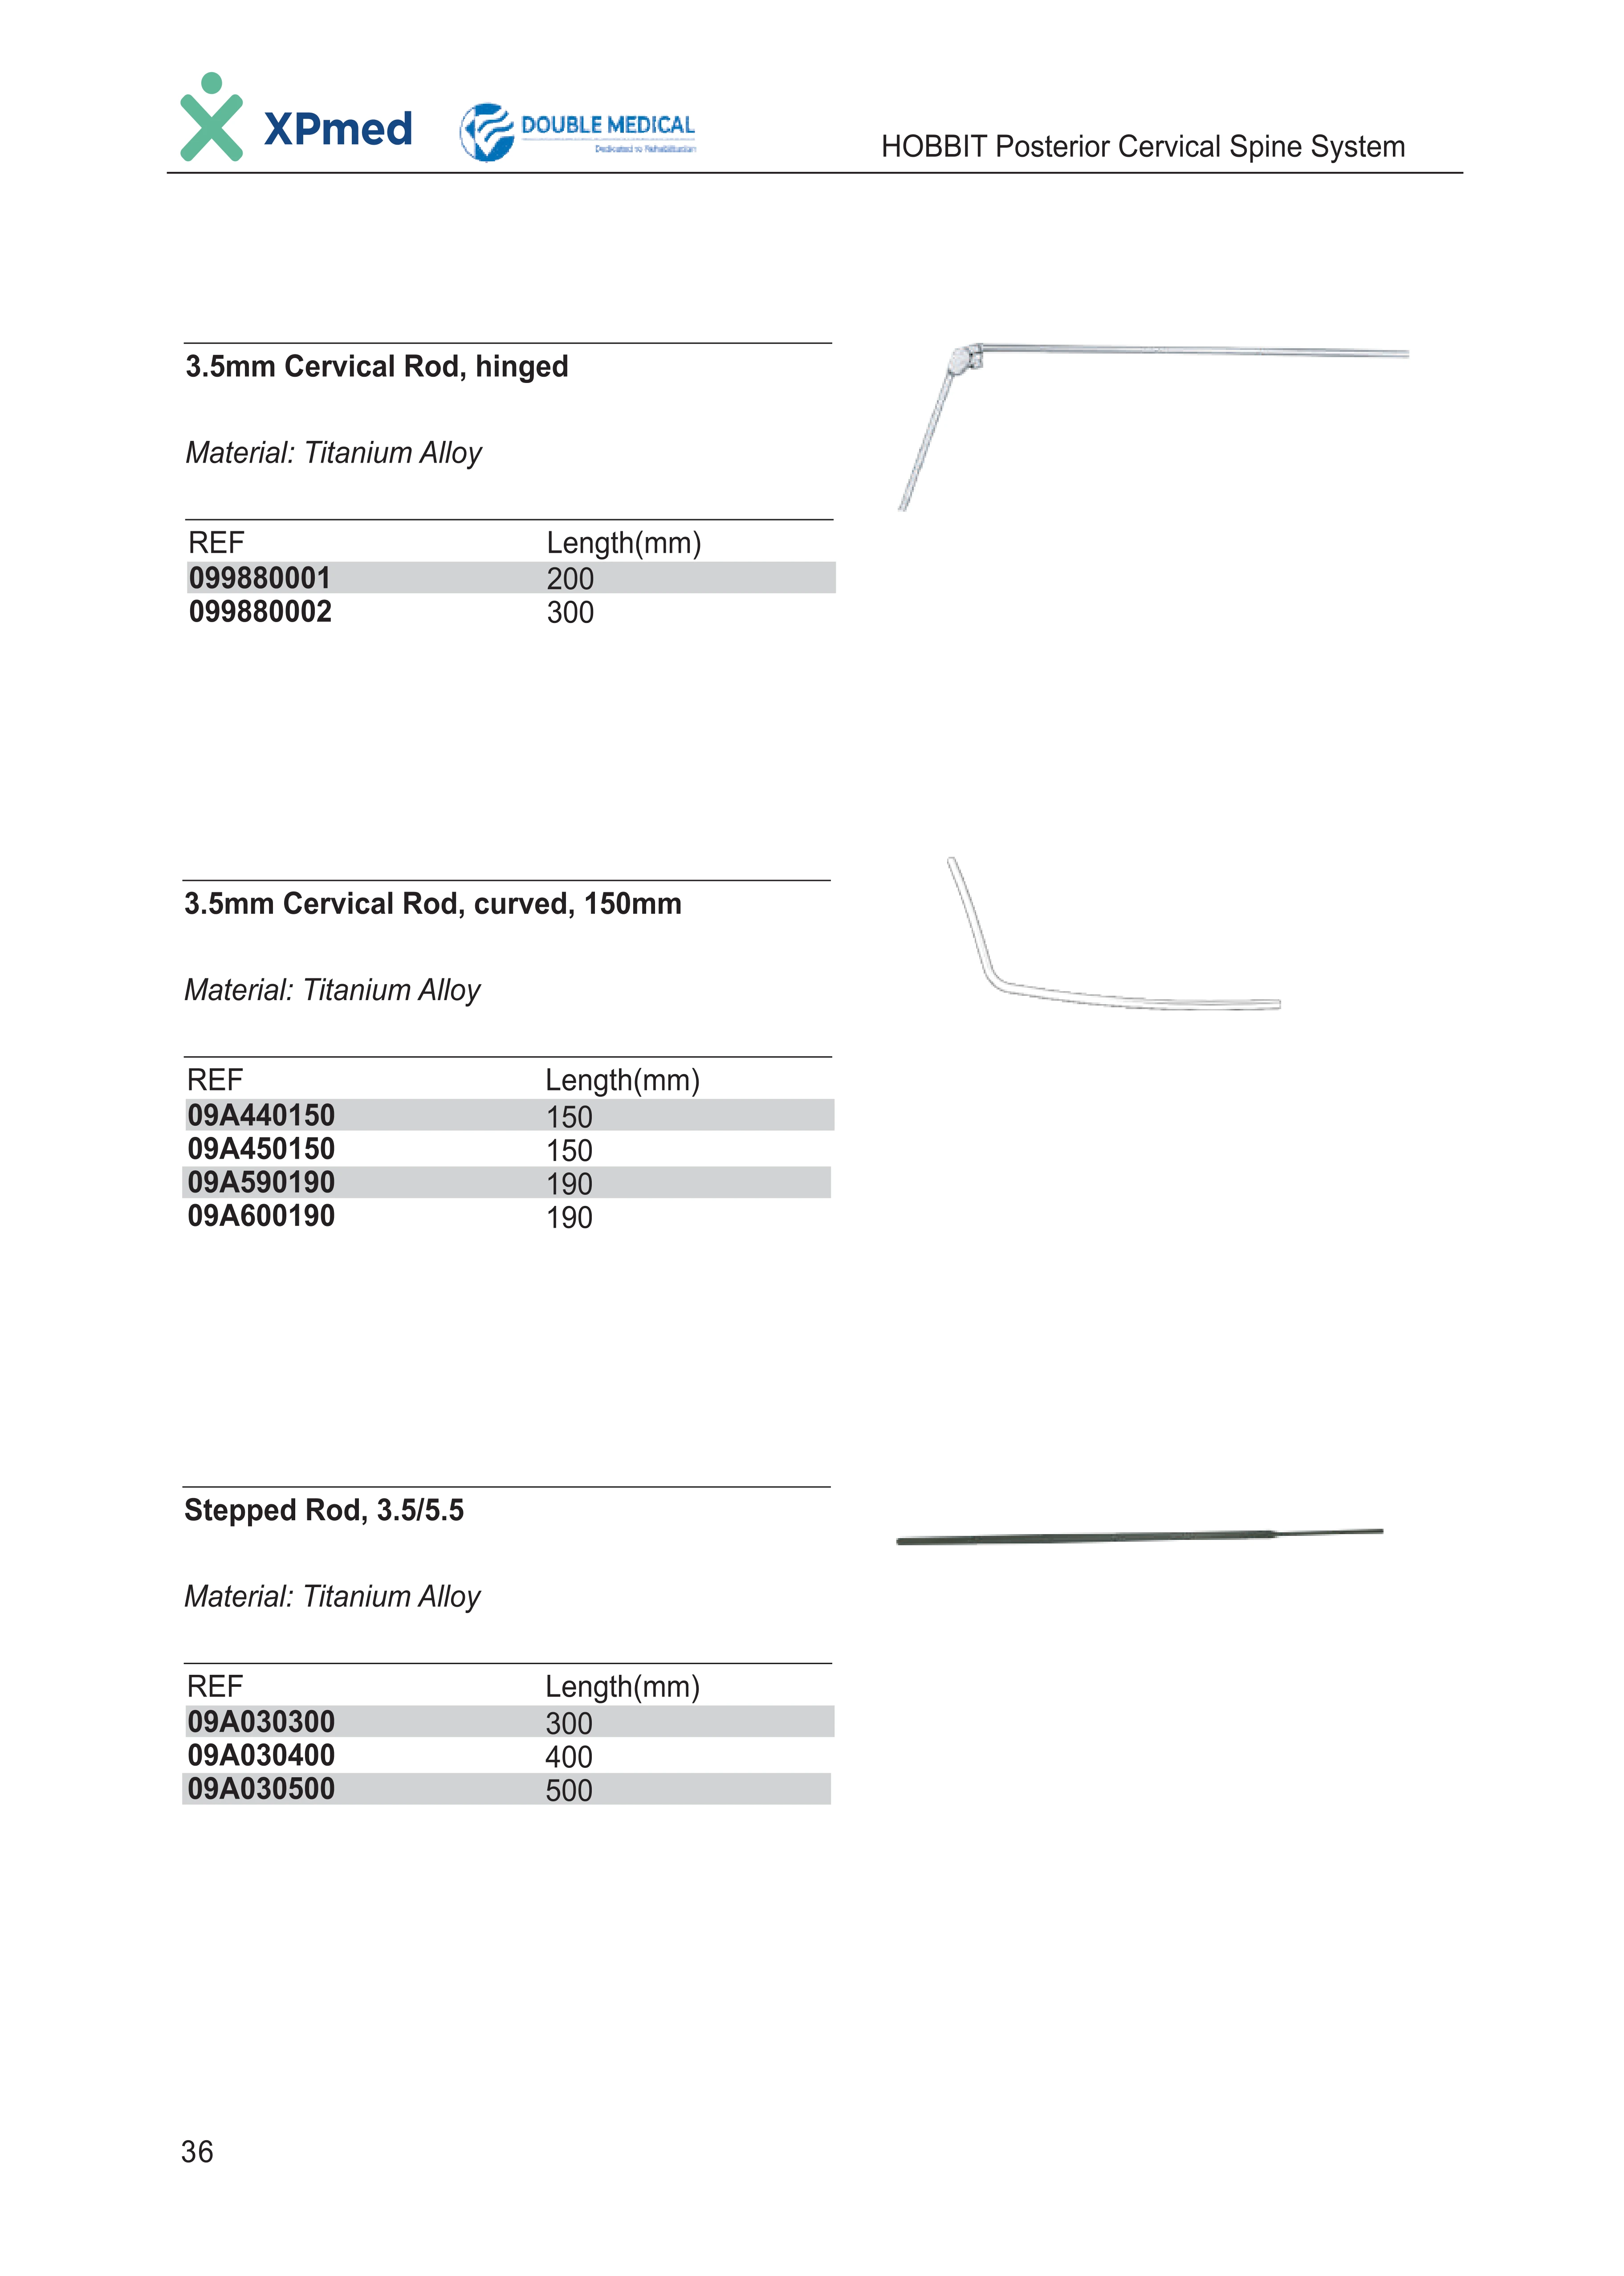 XPmed
DOUBLE MEDICAL
Dedicated to Rehabilitation
HOBBIT Posterior Cervical Spine System
3.5mm Cervical Rod, hinged
Material: Titanium Alloy
REF Length(mm)
099880001 200
099880002 300
3.5mm Cervical Rod, curved, 150mm
Material: Titanium Alloy
REF Length(mm)
09A440150 150
09A450150 150
09A590190 190
09A600190 190
Stepped Rod, 3.5/5.5
Material: Titanium Alloy
REF Length(mm)
09A030300 300
09A030400 400
09A030500 500
36